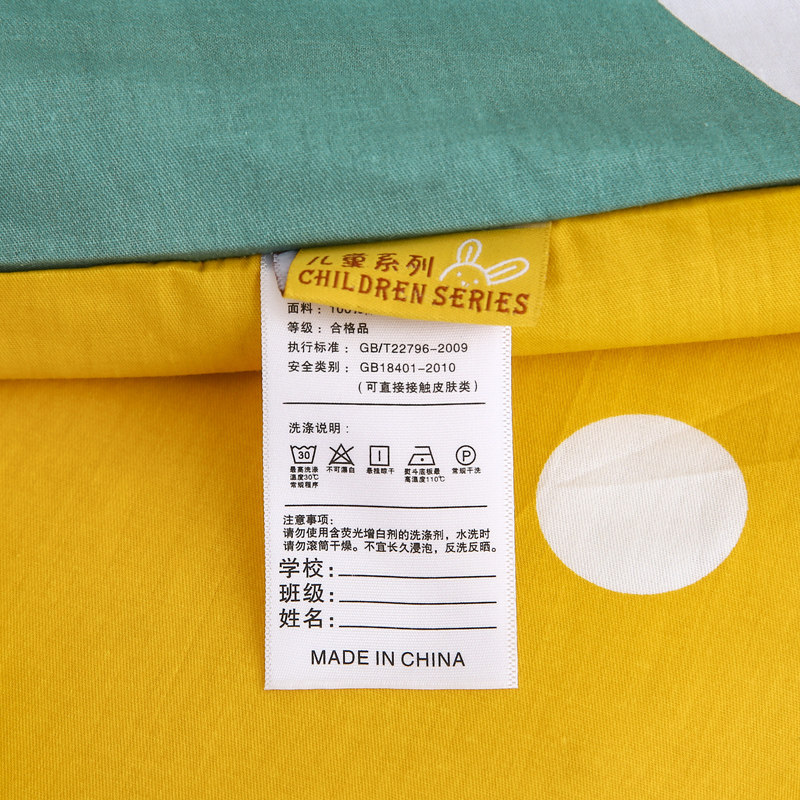 儿童系列
CHILDREN SERIES
面料: 100%
等级: 合格品
执行标准: GB/T22796-2009
安全类别: GB18401-2010
(可直接接触皮肤类)
洗涤说明:
30 P
最高洗涤温度30℃常规程序
不可漂白
悬挂晾干
熨斗底板最高温度110℃
常规干洗
注意事项:
请勿使用含荧光增白剂的洗涤剂，水洗时
请勿滚筒干燥。不宜长久浸泡，反洗反晒。
学校:
班级:
姓名:
MADE IN CHINA